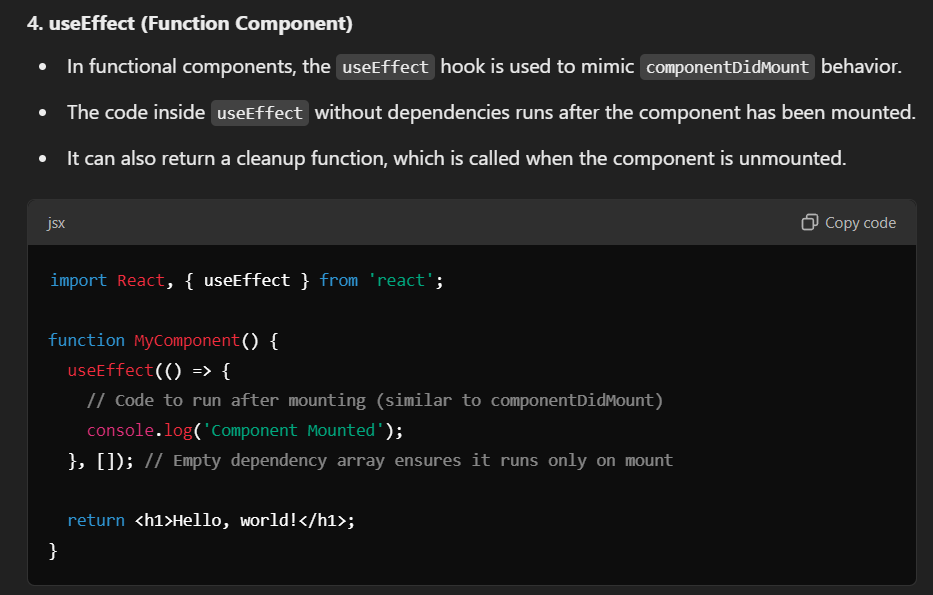 4. useEffect (Function Component)
• In functional components, the useEffect hook is used to mimic componentDidMount behavior.
• The code inside useEffect without dependencies runs after the component has been mounted.
• It can also return a cleanup function, which is called when the component is unmounted.
jsx Copy code
import React, { useEffect } from 'react';
function MyComponent() {
  useEffect(() => {
    // Code to run after mounting (similar to componentDidMount)
    console.log('Component Mounted');
  }, []); // Empty dependency array ensures it runs only on mount
  return <h1>Hello, world!</h1>;
}